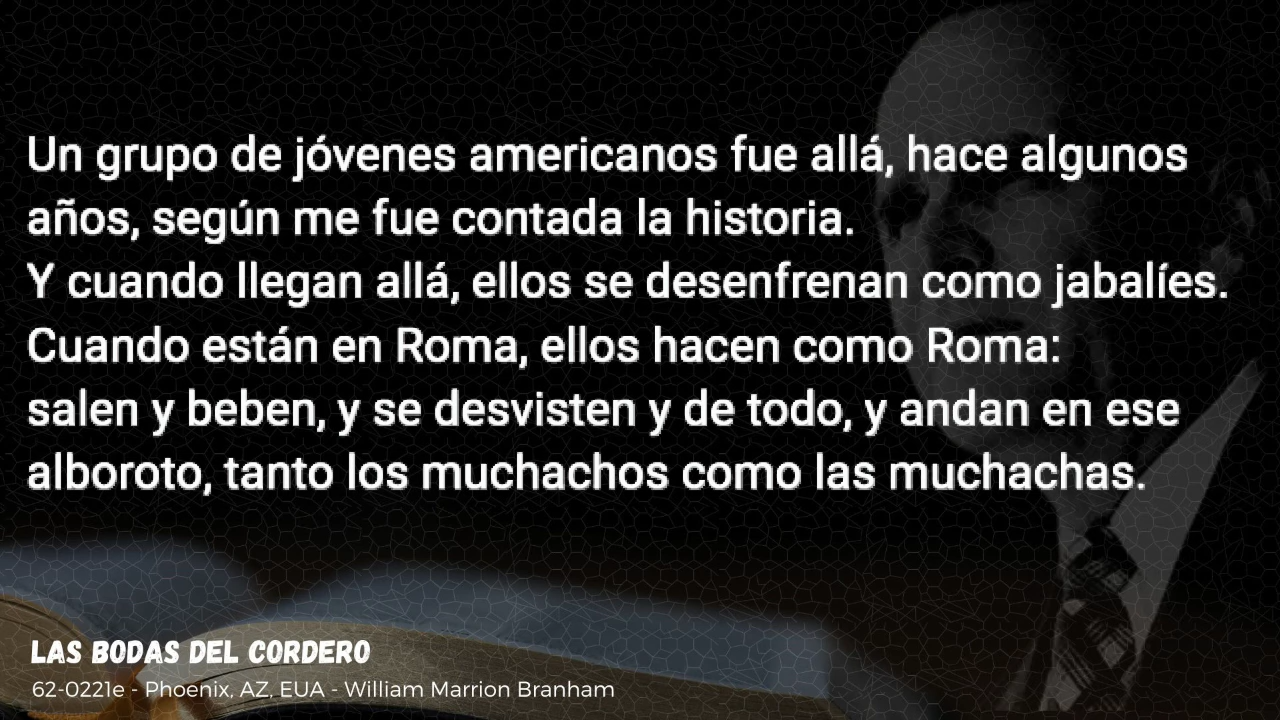 Un grupo de jóvenes americanos fue allá, hace algunos
años, según me fue contada la historia.
Y cuando llegan allá, ellos se desenfrenan como jabalíes.
Cuando están en Roma, ellos hacen como Roma:
salen y beben, y se desvisten y de todo, y andan en ese
alboroto, tanto los muchachos como las muchachas.
LAS BODAS DEL CORDERO
62-0221e - Phoenix, AZ, EUA - William Marrion Branham